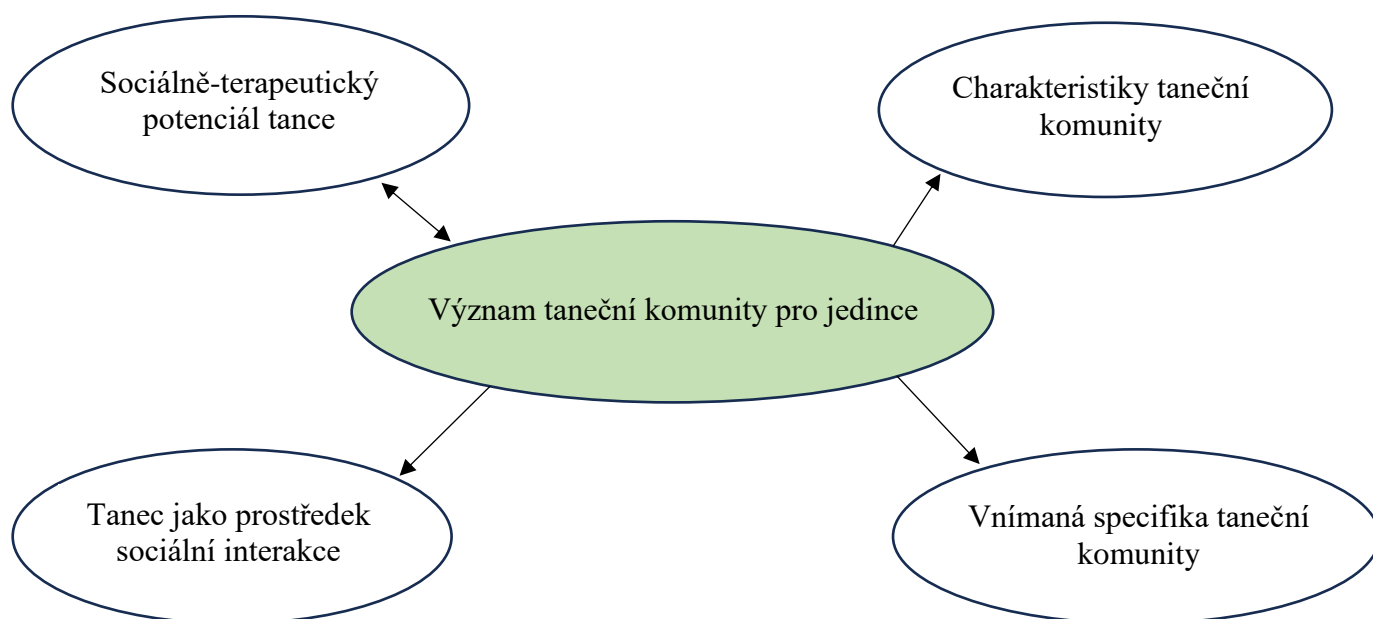 Sociálně-terapeutický
potenciál tance
Charakteristiky taneční
komunity
Význam taneční komunity pro jedince
Tanec jako prostředek
sociální interakce
Vnímaná specifika taneční
komunity